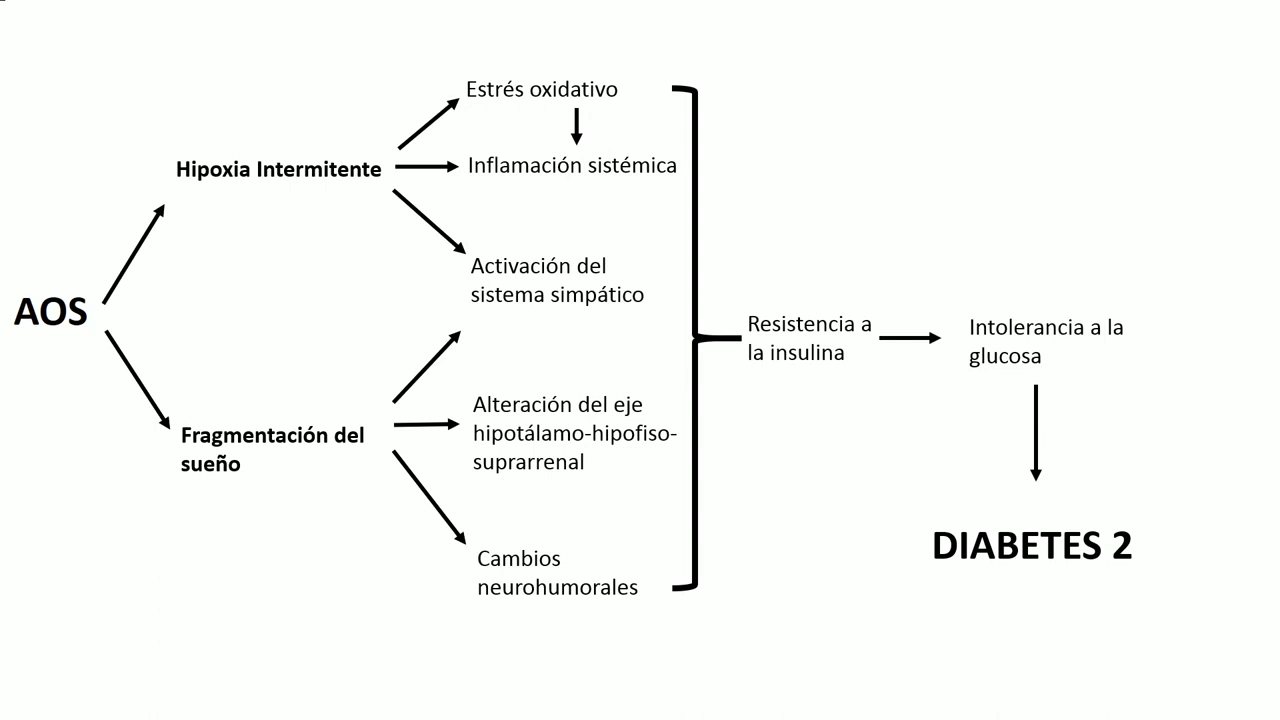 Estrés oxidativo
Inflamación sistémica
Hipoxia Intermitente
Activación del
sistema simpático
AOS
Resistencia a
la insulina
Intolerancia a la
glucosa
Alteración del eje
hipotálamo-hipofiso-
suprarrenal
Fragmentación del
sueño
Cambios
neurohumorales
DIABETES 2